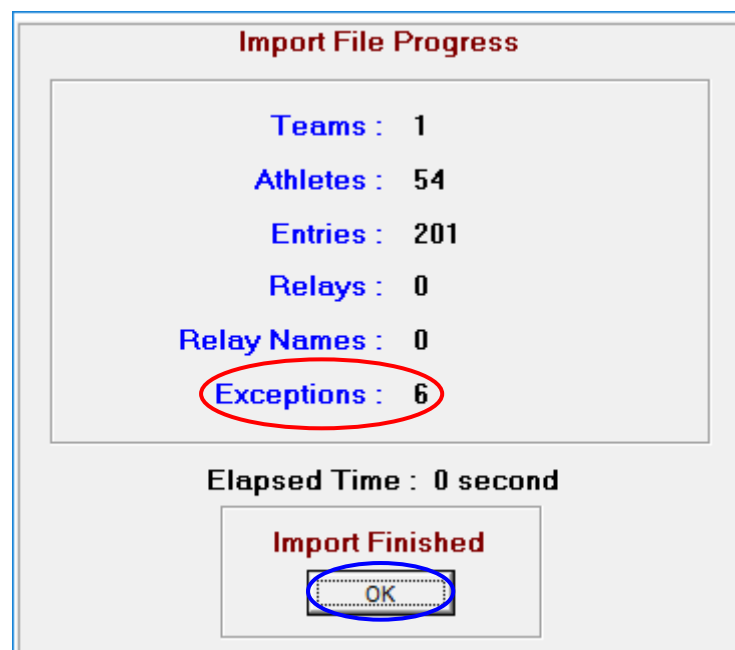 Import File Progress
Teams : 1
Athletes : 54
Entries : 201
Relays : 0
Relay Names : 0
Exceptions : 6
Elapsed Time : 0 second
Import Finished
OK